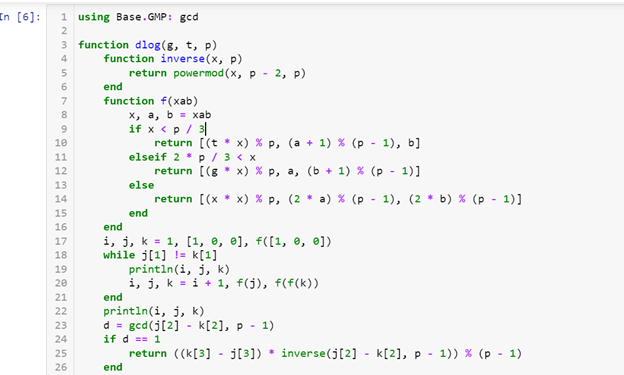 In [6]:
1 using Base.GMP: gcd
2
3 function dlog(g, t, p)
4     function inverse(x, p)
5         return powermod(x, p - 2, p)
6     end
7     function f(xab)
8         x, a, b = xab
9         if x < p / 3
10             return [(t * x) % p, (a + 1) % (p - 1), b]
11         elseif 2 * p / 3 < x
12             return [(g * x) % p, a, (b + 1) % (p - 1)]
13         else
14             return [(x * x) % p, (2 * a) % (p - 1), (2 * b) % (p - 1)]
15         end
16     end
17     i, j, k = 1, [1, 0, 0], f([1, 0, 0])
18     while j[1] != k[1]
19         println(i, j, k)
20         i, j, k = i + 1, f(j), f(f(k))
21     end
22     println(i, j, k)
23     d = gcd(j[2] - k[2], p - 1)
24     if d == 1
25         return ((k[3] - j[3]) * inverse(j[2] - k[2], p - 1)) % (p - 1)
26     end